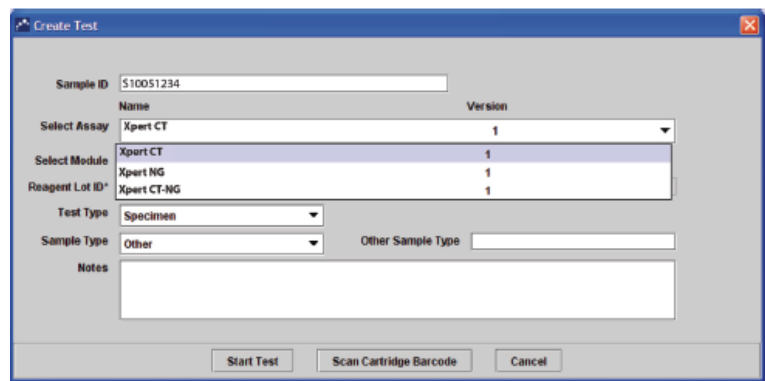 Create Test
Sample ID S10051234
Name Version
Select Assay Xpert CT 1
Xpert CT 1
Select Module
Xpert NG 1
Reagent Lot ID* Xpert CT-NG 1
Test Type Specimen
Sample Type Other Other Sample Type
Notes
Start Test Scan Cartridge Barcode Cancel